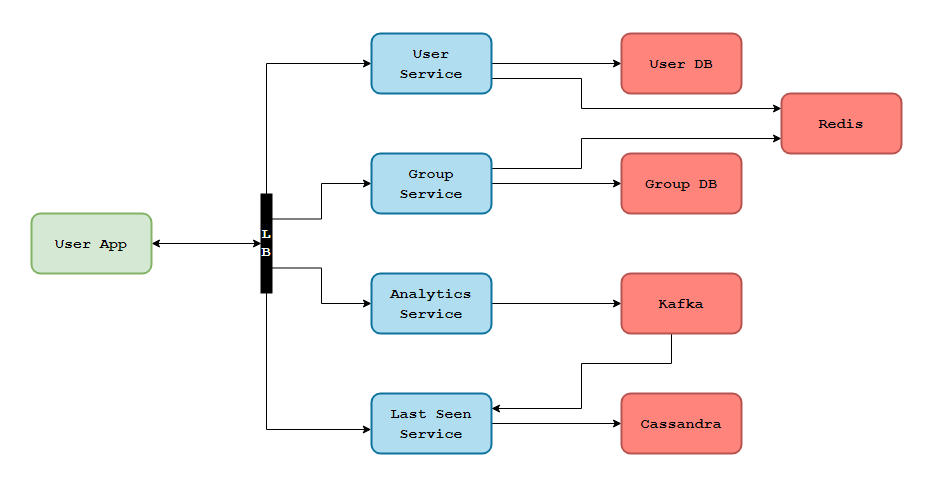 User
Service
User DB
Redis
Group
Service
Group DB
User App
L
B
Analytics
Service
Kafka
Last Seen
Service
Cassandra